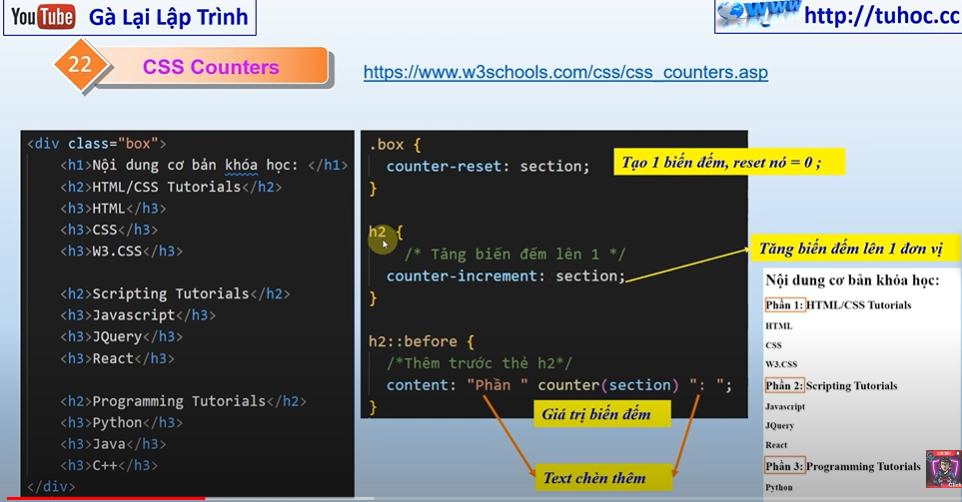 YouTube Gà Lại Lập Trình
http://tuhoc.cc
22 CSS Counters
https://www.w3schools.com/css/css_counters.asp
<div class="box">
<h1>Nội dung cơ bản khóa học: </h1>
<h2>HTML/CSS Tutorials</h2>
<h3>HTML</h3>
<h3>CSS</h3>
<h3>W3.CSS</h3>
<h2>Scripting Tutorials</h2>
<h3>Javascript</h3>
<h3>JQuery</h3>
<h3>React</h3>
<h2>Programming Tutorials</h2>
<h3>Python</h3>
<h3>Java</h3>
<h3>C++</h3>
</div>
.box {
counter-reset: section;
}
h2 {
/* Tăng biến đếm lên 1 */
counter-increment: section;
}
h2::before {
/*Thêm trước thẻ h2*/
content: "Phần " counter(section) ": ";
}
Tạo 1 biến đếm, reset nó = 0 ;
Tăng biến đếm lên 1 đơn vị
Giá trị biến đếm
Text chèn thêm
Nội dung cơ bản khóa học:
Phần 1: HTML/CSS Tutorials
HTML
CSS
W3.CSS
Phần 2: Scripting Tutorials
Javascript
JQuery
React
Phần 3: Programming Tutorials
Python